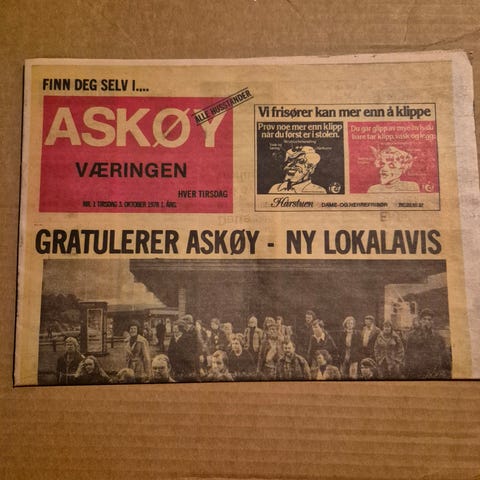 FINN DEG SELV I....
ALLE HUSSTANDER
ASKØY
VÆRINGEN
HVER TIRSDAG
NR. 1 TIRSDAG 3. OKTOBER 1978 1. ÅRG.
Vi frisører kan mer enn å klippe
Prøv noe mer enn klipp
når du først er i stolen.
Du går glipp av mye hvis du
bare tar klipp, vask og legg.
Hårstuen
DAME- OG HERREFRISØR
GRATULERER ASKØY - NY LOKALAVIS